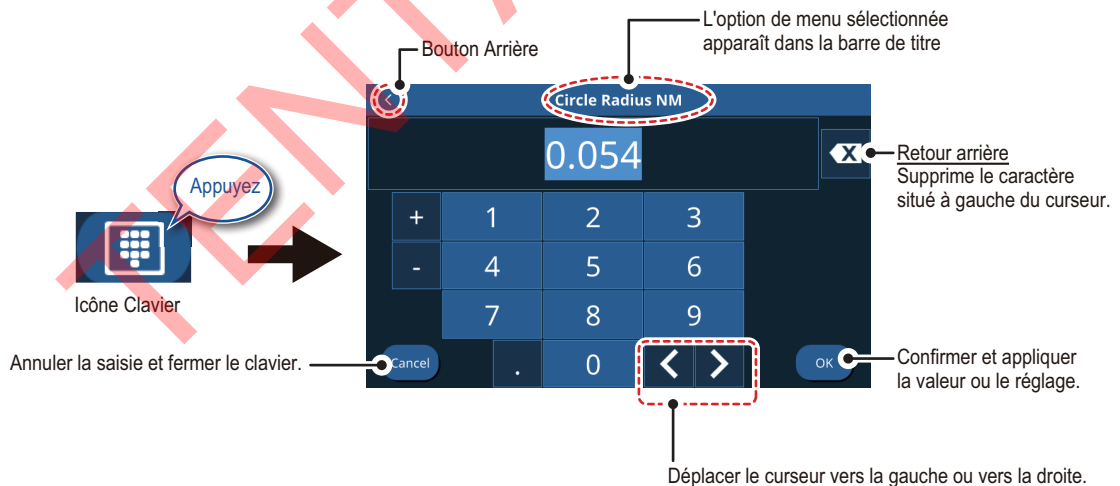 L'option de menu sélectionnée
apparaît dans la barre de titre
Bouton Arrière
Circle Radius NM
0.054
X
Retour arrière
Supprime le caractère
situé à gauche du curseur.
Appuyez
+ 1 2 3
- 4 5 6
7 8 9
Icône Clavier
Annuler la saisie et fermer le clavier.
Cancel . 0 < > OK
Confirmer et appliquer
la valeur ou le réglage.
Déplacer le curseur vers la gauche ou vers la droite.